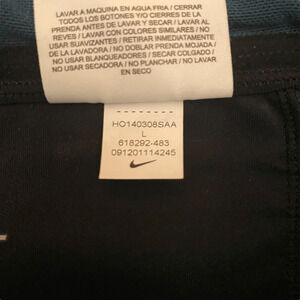 LAVAR A MAQUINA EN AGUA FRIA / CERRAR
TODOS LOS BOTONES Y/O CIERRES DE LA
PRENDA ANTES DE LAVAR Y LAVAR AL
REVES / LAVAR CON COLORES SIMILARES / NO
USAR SUAVIZANTES / RETIRAR INMEDIATAMENTE
DE LA LAVADORA / NO DOBLAR PRENDA MOJADA /
NO USAR BLANQUEADORES / SECAR COLGADO /
NO USAR SECADORA / NO PLANCHAR / NO LAVAR
EN SECO
HO140308SAA
L
618292-483
091201114245